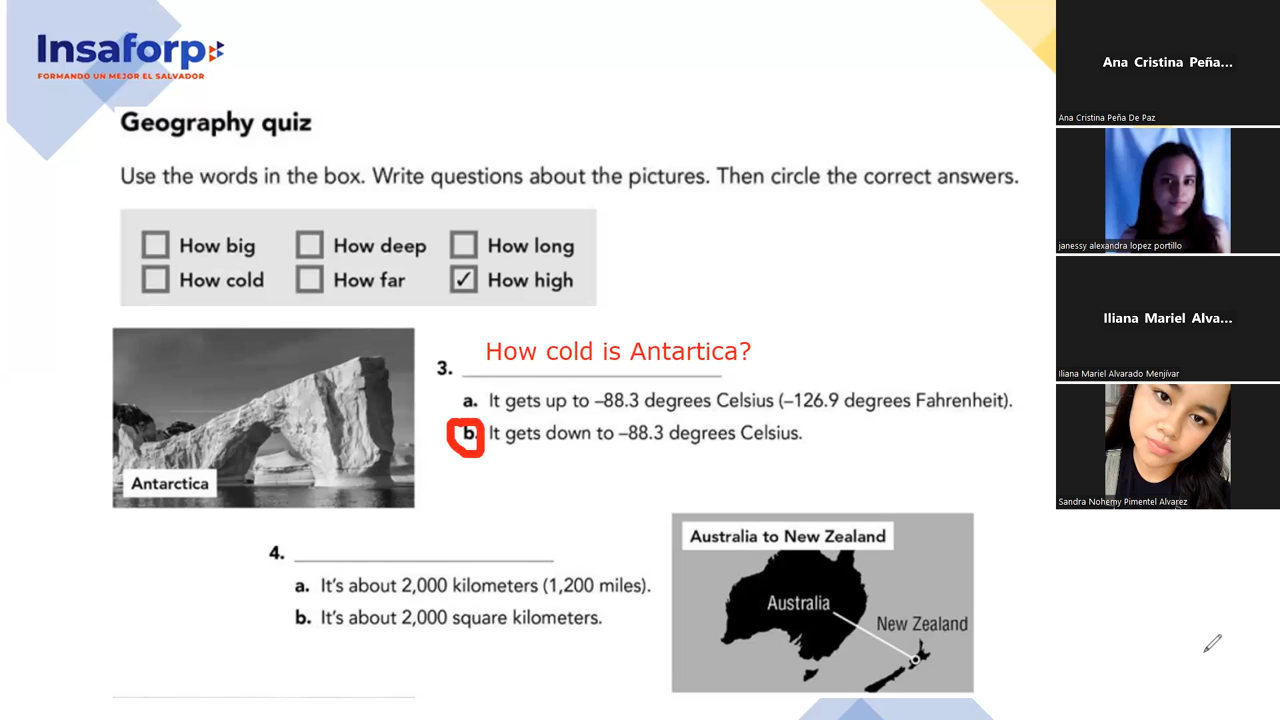 Insaforp
FORMANDO UN MEJOR EL SALVADOR
Geography quiz
Use the words in the box. Write questions about the pictures. Then circle the correct answers.
How big
How deep
How long
How cold
How far
✓ How high
Antarctica
3. How cold is Antartica?
a. It gets up to –88.3 degrees Celsius (–126.9 degrees Fahrenheit).
b. It gets down to –88.3 degrees Celsius.
4.
a. It's about 2,000 kilometers (1,200 miles).
b. It's about 2,000 square kilometers.
Australia to New Zealand
Australia
New Zealand
Ana Cristina Peña...
Ana Cristina Peña De Paz
janessy alexandra lopez portillo
Iliana Mariel Alva...
Iliana Mariel Alvarado Menjívar
Sandra Nohemy Pimentel Alvarez